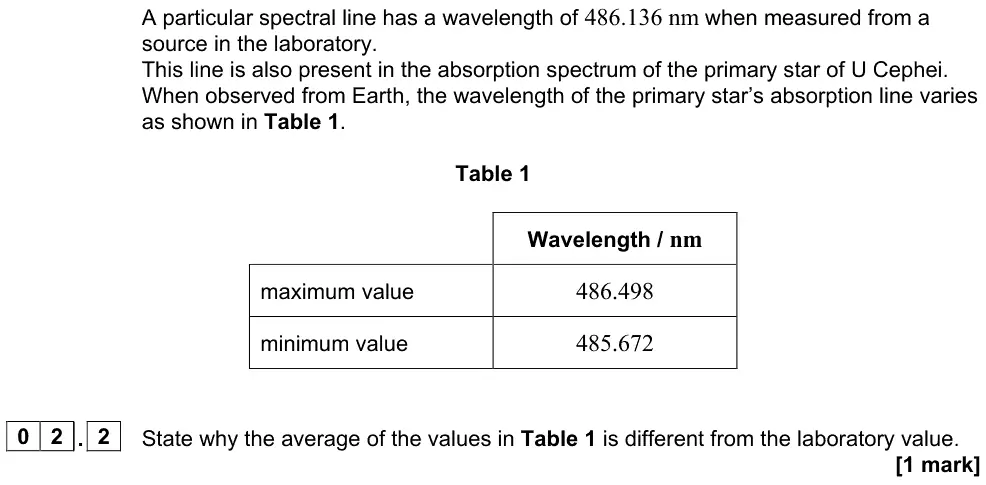 A particular spectral line has a wavelength of 486.136 nm when measured from a
source in the laboratory.
This line is also present in the absorption spectrum of the primary star of U Cephei.
When observed from Earth, the wavelength of the primary star's absorption line varies
as shown in Table 1.
Table 1
Wavelength / nm
maximum value 486.498
minimum value 485.672
0 2 . 2 State why the average of the values in Table 1 is different from the laboratory value.
[1 mark]